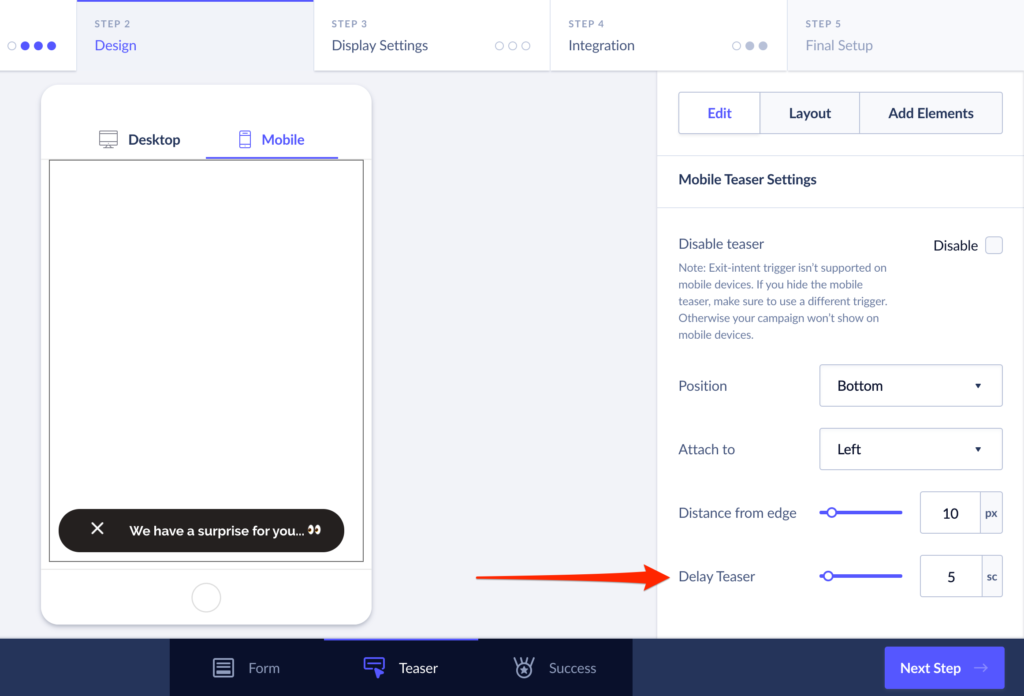 STEP 2
Design
STEP 3
Display Settings
STEP 4
Integration
STEP 5
Final Setup
Desktop
Mobile
We have a surprise for you... 👀
Edit
Layout
Add Elements
Mobile Teaser Settings
Disable teaser
Disable
Note: Exit-intent trigger isn't supported on
mobile devices. If you hide the mobile
teaser, make sure to use a different trigger.
Otherwise your campaign won't show on
mobile devices.
Position
Bottom
Attach to
Left
Distance from edge
10 px
Delay Teaser
5 sc
Form
Teaser
Success
Next Step